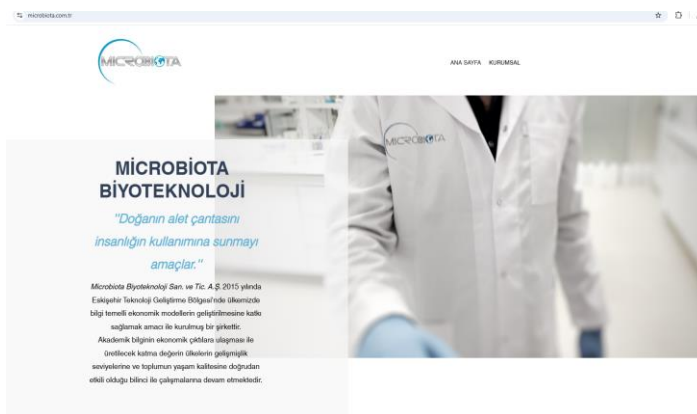 microbiota.com.tr
MICROBIOTA
ANA SAYFA KURUMSAL
MICROBIOTA
MİCROBİOTA
BİYOTEKNOLOJİ
"Doğanın alet çantasını
insanlığın kullanımına sunmayı
amaçlar."
Microbiota Biyoteknoloji San. ve Tic. A.Ş. 2015 yılında
Eskişehir Teknoloji Geliştirme Bölgesi'nde ülkemizde
bilgi temelli ekonomik modellerin geliştirilmesine katkı
sağlamak amacı ile kurulmuş bir şirkettir.
Akademik bilginin ekonomik çıktılara ulaşması ile
üretilecek katma değerin ülkelerin gelişmişlik
seviyelerine ve toplumun yaşam kalitesine doğrudan
etkili olduğu bilinci ile çalışmalarına devam etmektedir.